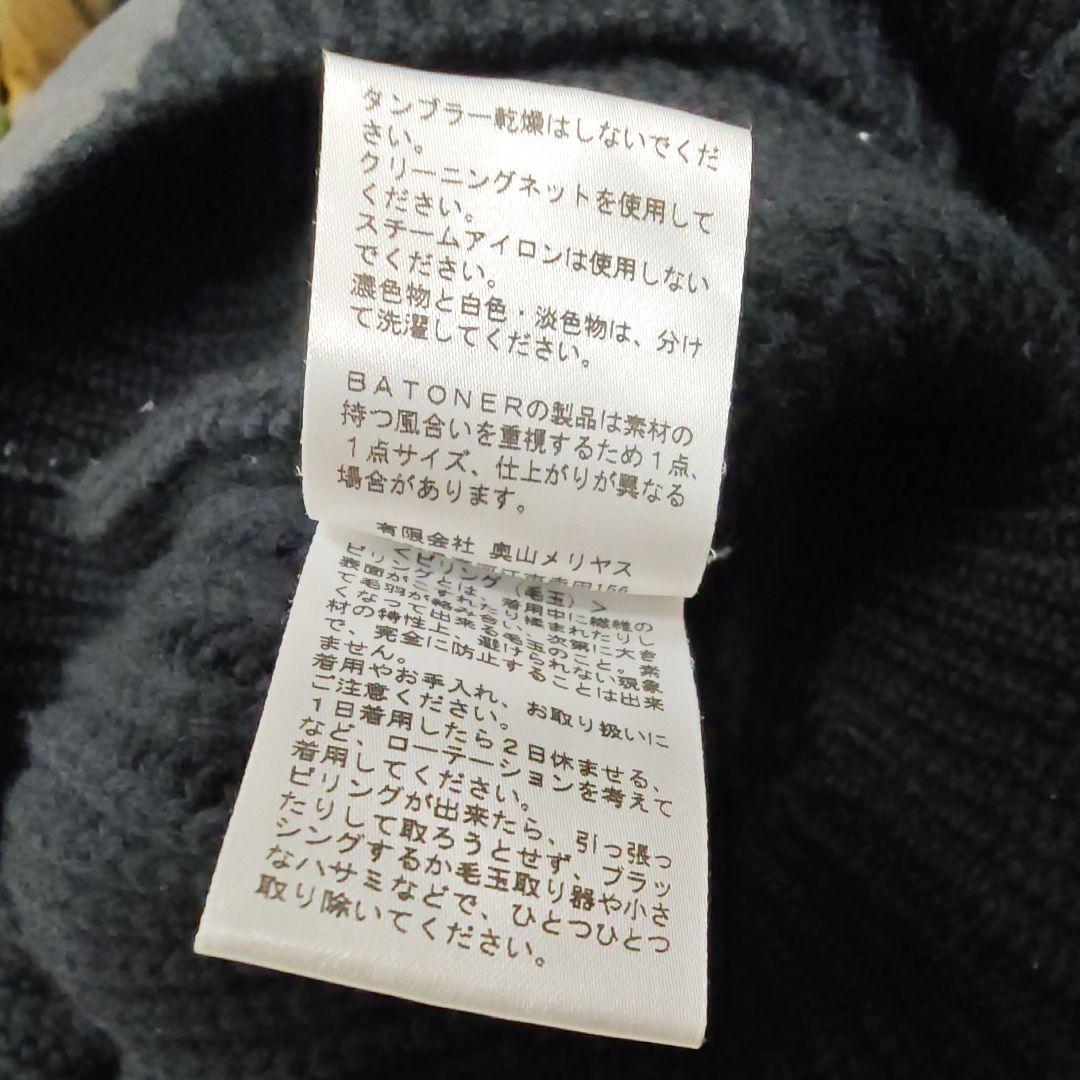 タンブラー乾燥はしないでくだ
さい。
クリーニングネットを使用して
ください。
スチームアイロンは使用しない
でください。
濃色物と白色・淡色物は、分け
て洗濯してください。
BATONERの製品は素材の
持つ風合いを重視するため1点、
1点サイズ、仕上がりが異なる
場合があります。
有限会社 奥山メリヤス
<ピリング(毛玉)>
ピリングとは、着用中に繊維の
表面がこすれたり揉まれたりし
て毛羽が絡み合い、次第に大き
くなって出来る毛玉のこと。素
材の特性上、避けられない現象
で、完全に防止することは出来
ません。
着用やお手入れ、お取り扱いに
ご注意ください。
1日着用したら2日休ませる、
など、ローテーションを考えて
着用してください。
ピリングが出来たら、引っ張っ
たりして取ろうとせず、ブラッ
シングするか毛玉取り器や小さ
なハサミなどで、ひとつひとつ
取り除いてください。